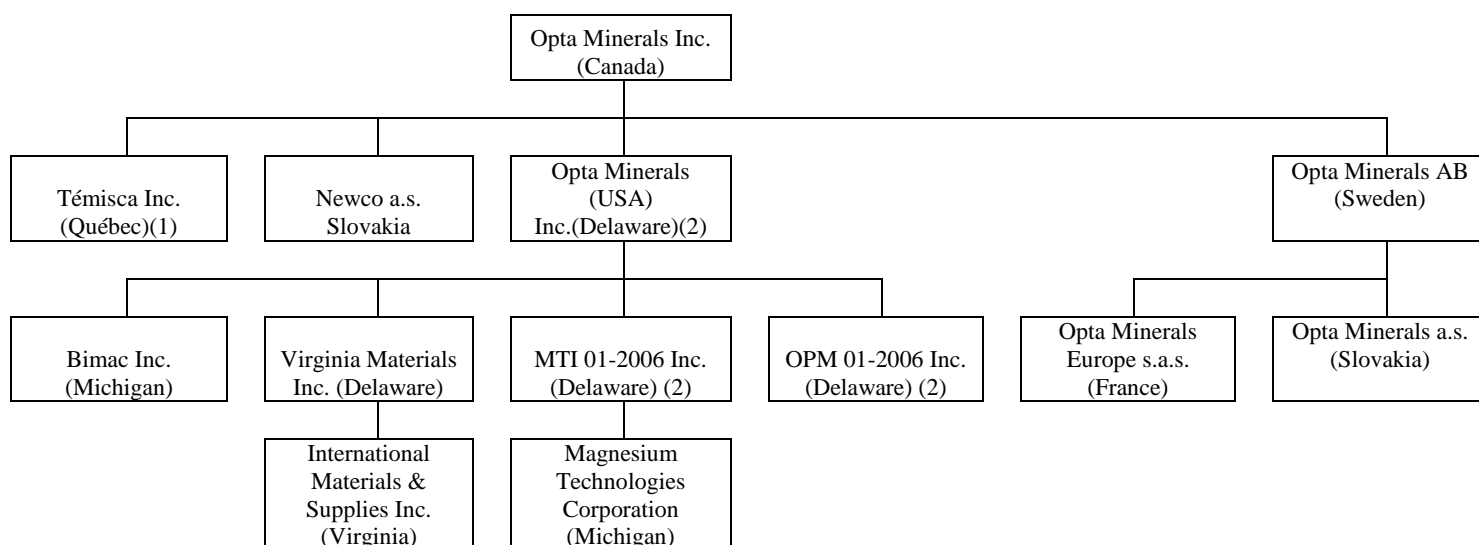 Opta Minerals Inc.
(Canada)
Témisca Inc.
(Québec)(1)
Newco a.s.
Slovakia
Opta Minerals
(USA)
Inc.(Delaware)(2)
Opta Minerals AB
(Sweden)
Bimac Inc.
(Michigan)
Virginia Materials
Inc. (Delaware)
MTI 01-2006 Inc.
(Delaware) (2)
OPM 01-2006 Inc.
(Delaware) (2)
Opta Minerals
Europe s.a.s.
(France)
Opta Minerals a.s.
(Slovakia)
International
Materials &
Supplies Inc.
(Virginia)
Magnesium
Technologies
Corporation
(Michigan)